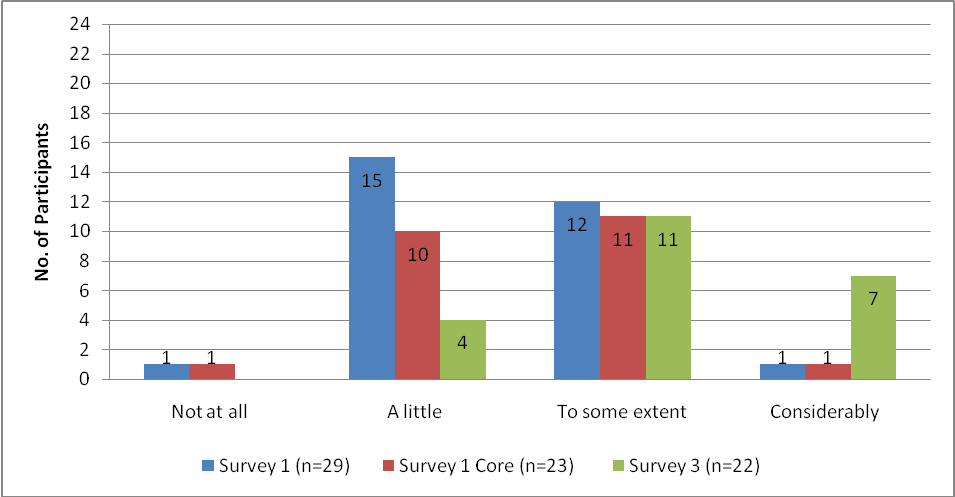 24
22
20
18
16
14
12
10
8
6
4
2
0
No. of Participants
1 1
15 10 4
12 11 11
1 1 7
Not at all A little To some extent Considerably
Survey 1 (n=29) Survey 1 Core (n=23) Survey 3 (n=22)